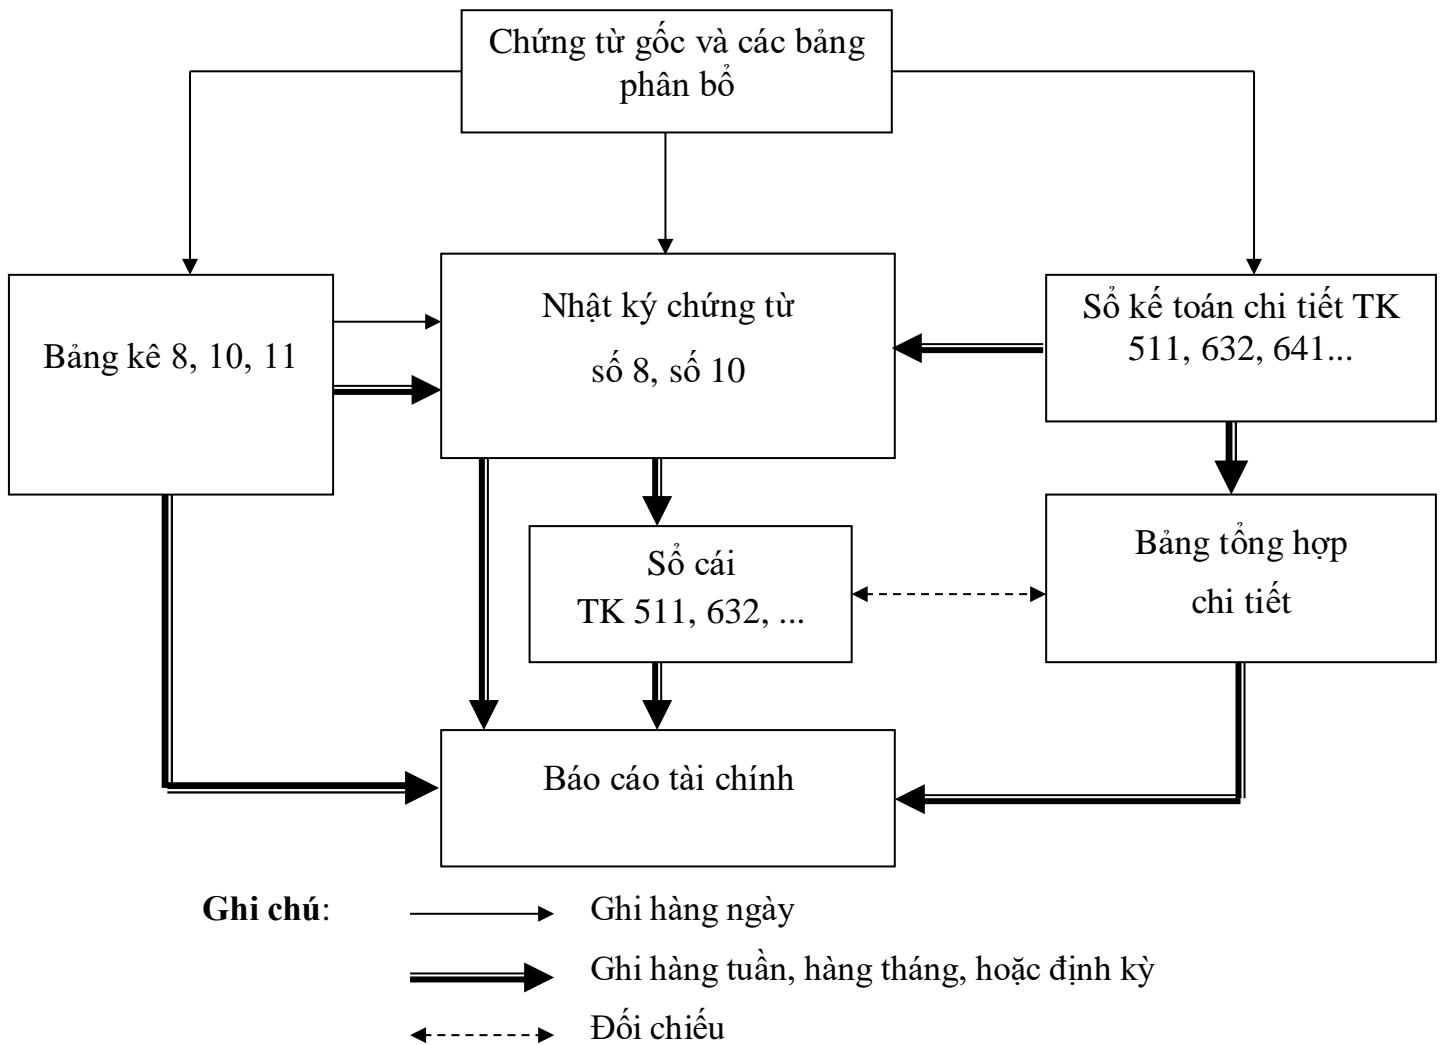 Chứng từ gốc và các bảng
phân bổ
Bảng kê 8, 10, 11
Nhật ký chứng từ
số 8, số 10
Sổ kế toán chi tiết TK
511, 632, 641...
Sổ cái
TK 511, 632, ...
Bảng tổng hợp
chi tiết
Báo cáo tài chính
Ghi chú:
Ghi hàng ngày
Ghi hàng tuần, hàng tháng, hoặc định kỳ
Đối chiếu